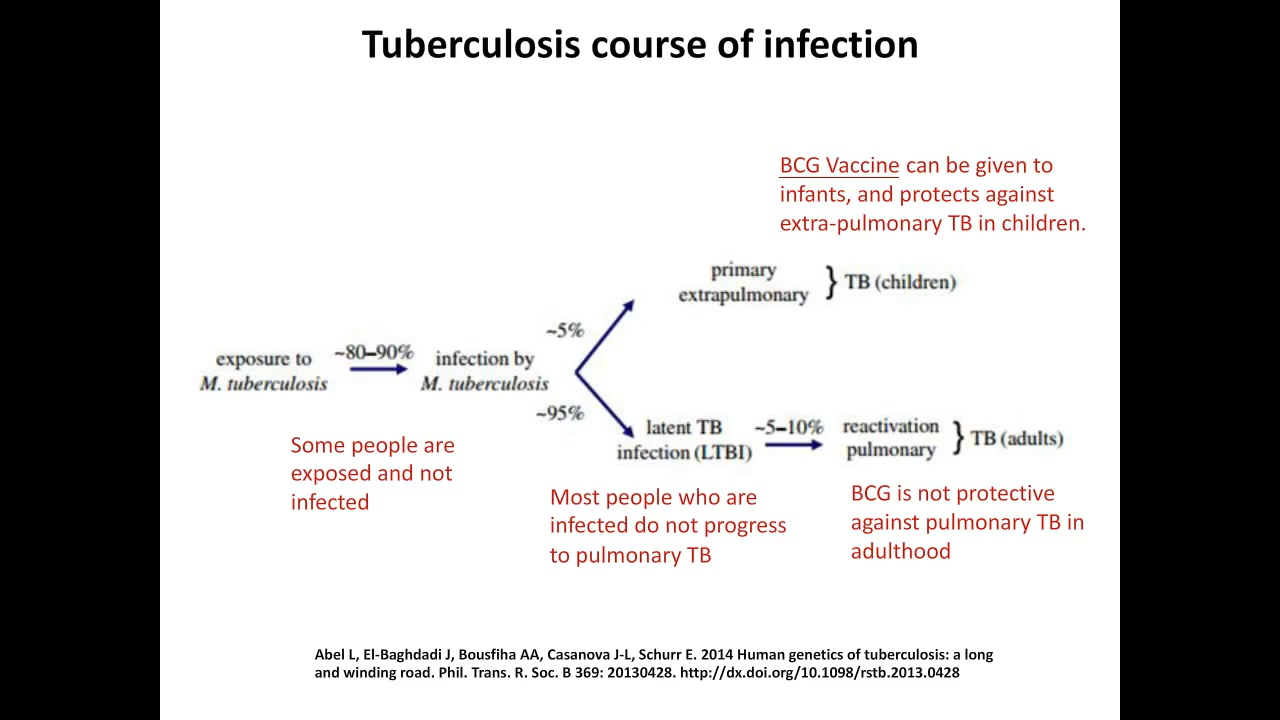 Tuberculosis course of infection
BCG Vaccine can be given to
infants, and protects against
extra-pulmonary TB in children.
primary
extrapulmonary
} TB (children)
~5%
exposure to
M. tuberculosis
~80–90%
infection by
M. tuberculosis
~95%
latent TB
infection (LTBI)
~5–10%
reactivation
pulmonary
} TB (adults)
Some people are
exposed and not
infected
Most people who are
infected do not progress
to pulmonary TB
BCG is not protective
against pulmonary TB in
adulthood
Abel L, El-Baghdadi J, Bousfiha AA, Casanova J-L, Schurr E. 2014 Human genetics of tuberculosis: a long
and winding road. Phil. Trans. R. Soc. B 369: 20130428. http://dx.doi.org/10.1098/rstb.2013.0428